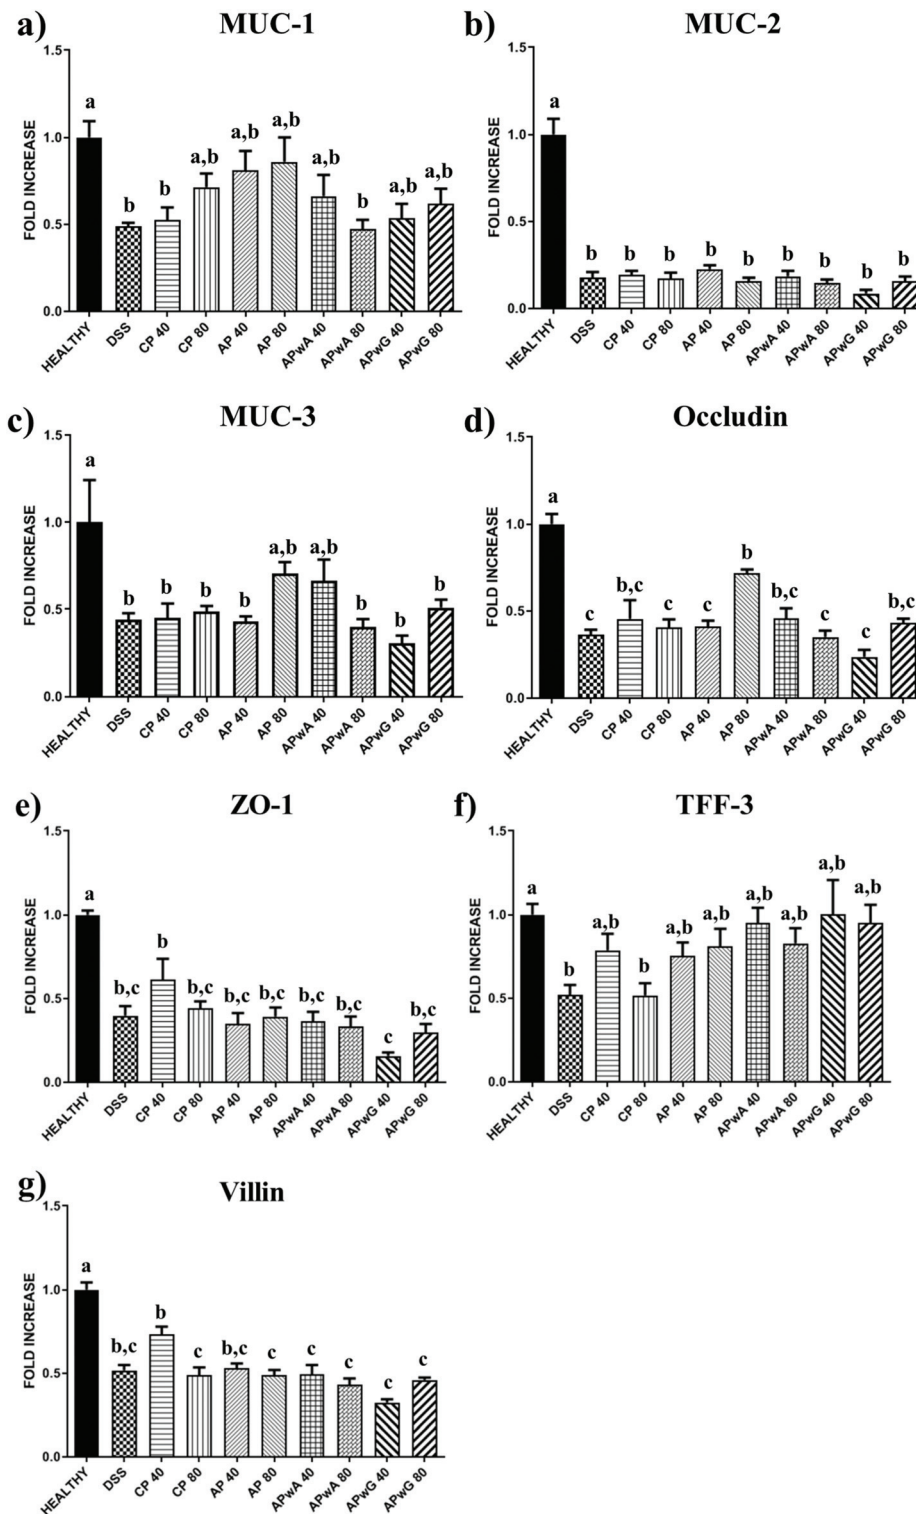 a) MUC-1
FOLD INCREASE
1.5
1.0
0.5
0.0
a
b
b
a,b
a,b
a,b
a,b
b
a,b
a,b
HEALTHY
DSS
CP 40
CP 80
AP 40
AP 80
APwA 40
APwA 80
APwG 40
APwG 80
b) MUC-2
FOLD INCREASE
1.5
1.0
0.5
0.0
a
b
b
b
b
b
b
b
b
b
HEALTHY
DSS
CP 40
CP 80
AP 40
AP 80
APwA 40
APwA 80
APwG 40
APwG 80
c) MUC-3
FOLD INCREASE
1.5
1.0
0.5
0.0
a
b
b
b
b
a,b
a,b
b
b
b
HEALTHY
DSS
CP 40
CP 80
AP 40
AP 80
APwA 40
APwA 80
APwG 40
APwG 80
d) Occludin
FOLD INCREASE
1.5
1.0
0.5
0.0
a
c
b,c
c
c
b
b,c
c
c
b,c
HEALTHY
DSS
CP 40
CP 80
AP 40
AP 80
APwA 40
APwA 80
APwG 40
APwG 80
e) ZO-1
FOLD INCREASE
1.5
1.0
0.5
0.0
a
b,c
b
b,c
b,c
b,c
b,c
b,c
c
b,c
HEALTHY
DSS
CP 40
CP 80
AP 40
AP 80
APwA 40
APwA 80
APwG 40
APwG 80
f) TFF-3
FOLD INCREASE
1.5
1.0
0.5
0.0
a
b
a,b
b
a,b
a,b
a,b
a,b
a,b
a,b
HEALTHY
DSS
CP 40
CP 80
AP 40
AP 80
APwA 40
APwA 80
APwG 40
APwG 80
g) Villin
FOLD INCREASE
1.5
1.0
0.5
0.0
a
b,c
b
c
b,c
c
c
c
c
c
HEALTHY
DSS
CP 40
CP 80
AP 40
AP 80
APwA 40
APwA 80
APwG 40
APwG 80